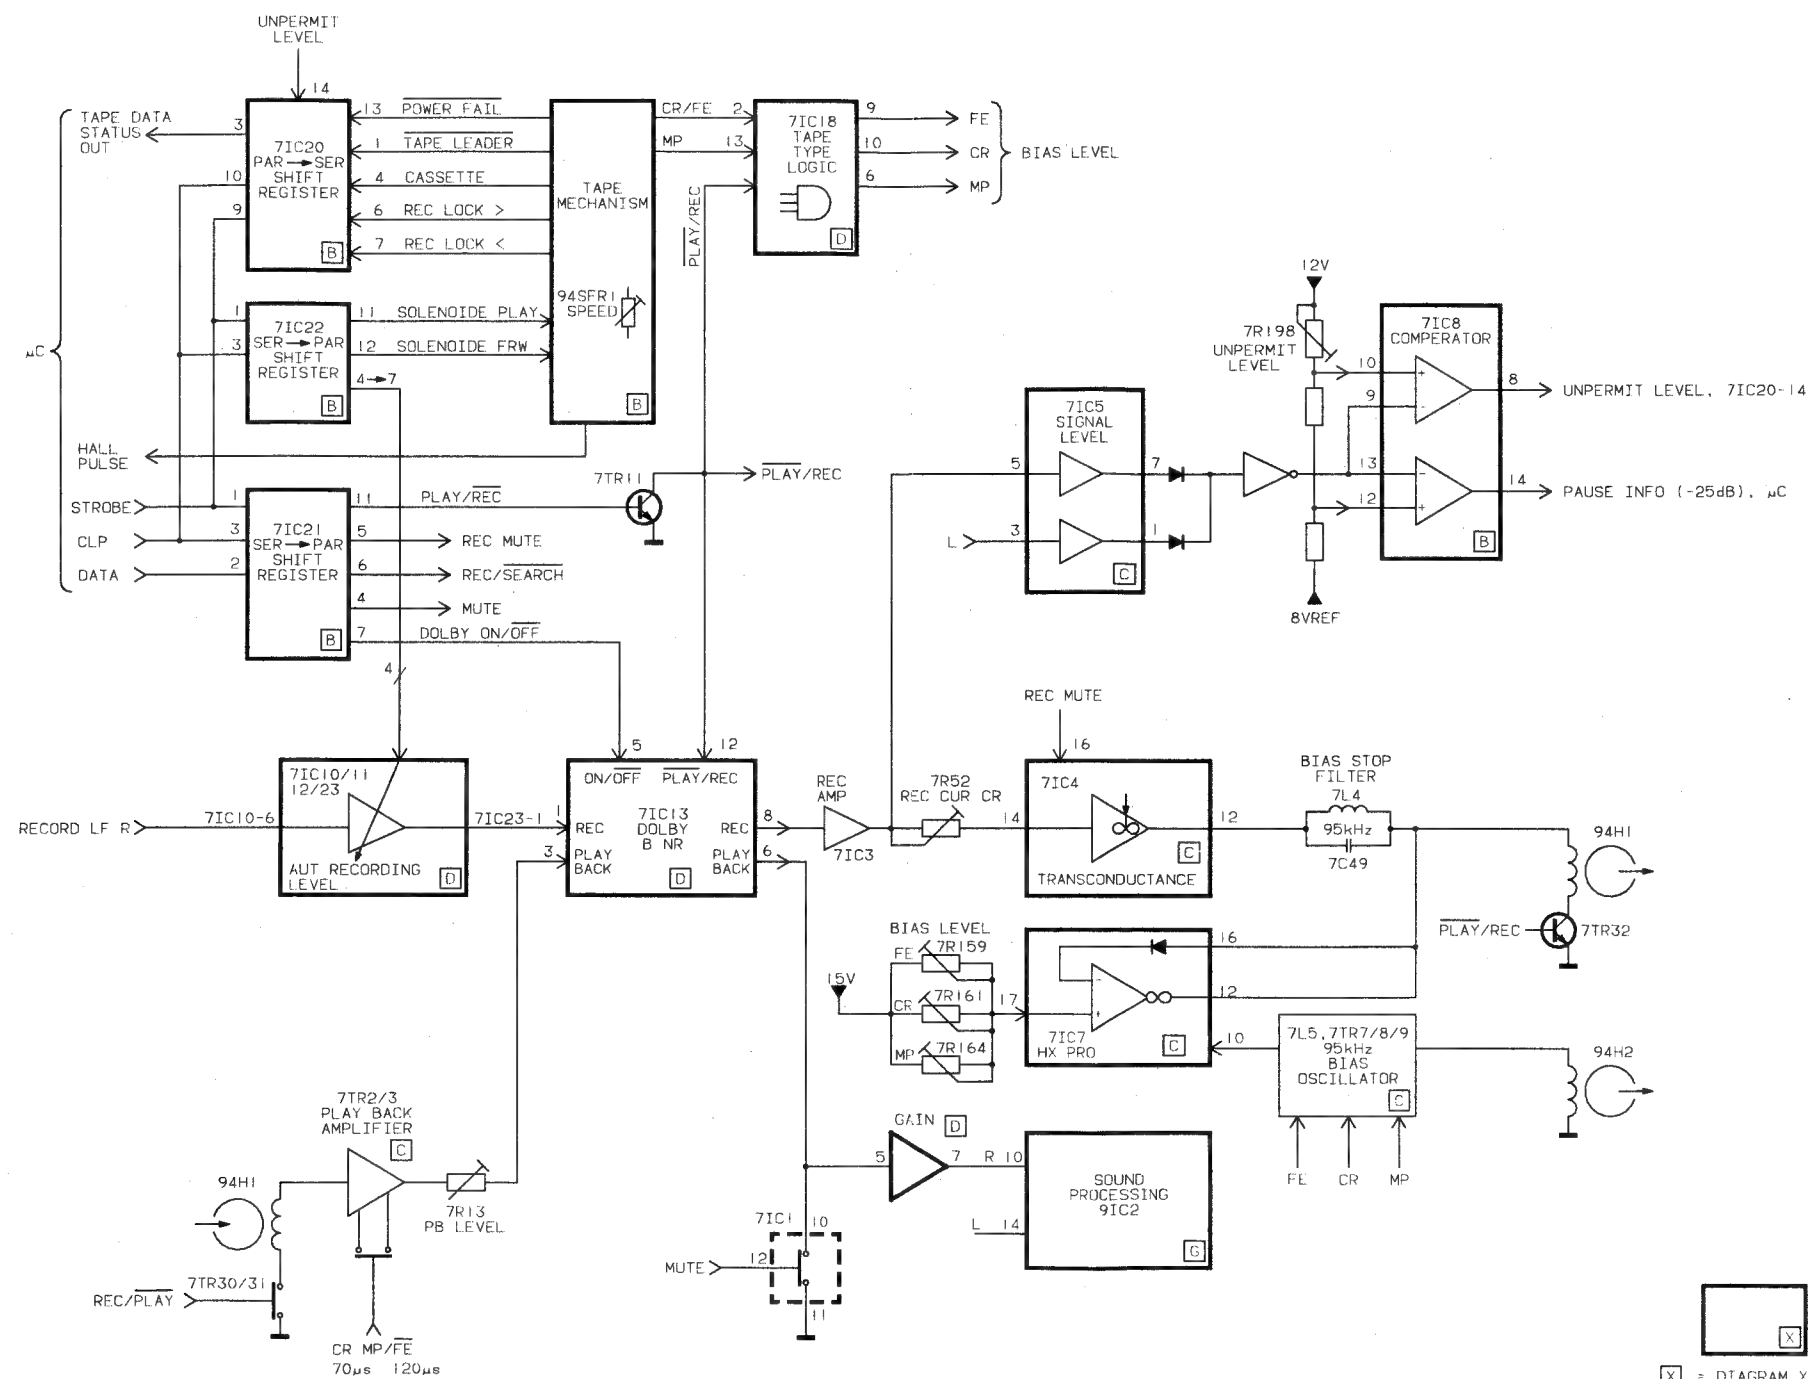 UNPERMIT
LEVEL
14
TAPE DATA
STATUS
OUT
3
10
9
7IC20
PAR → SER
SHIFT
REGISTER
B
13 POWER FAIL
1 TAPE LEADER
4 CASSETTE
6 REC LOCK >
7 REC LOCK <
TAPE
MECHANISM
94SFR1
SPEED
B
CR/FE 2
MP 13
PLAY/REC
7IC18
TAPE
TYPE
LOGIC
D
9 FE
10 CR
6 MP
BIAS LEVEL
µC
1
3
7IC22
SER → PAR
SHIFT
REGISTER
B
11 SOLENOIDE PLAY
12 SOLENOIDE FRW
4 → 7
HALL
PULSE
STROBE 1
CLP 3
DATA 2
7IC21
SER → PAR
SHIFT
REGISTER
B
11 PLAY/REC
5 REC MUTE
6 REC/SEARCH
4 MUTE
7 DOLBY ON/OFF
4
7TR11
PLAY/REC
12V
7R198
UNPERMIT
LEVEL
8VREF
7IC5
SIGNAL
LEVEL
5
L 3
7
1
C
7IC8
COMPERATOR
10 +
9 -
13 -
12 +
B
8 UNPERMIT LEVEL, 7IC20-14
14 PAUSE INFO (-25dB), µC
RECORD LF R
7IC10-6
7IC10/11
12/23
AUT RECORDING
LEVEL
D
7IC23-1
5
12
ON/OFF PLAY/REC
7IC13
DOLBY
B NR
1 REC
3 PLAY
BACK
REC 8
PLAY 6
BACK
D
REC
AMP
7IC3
7R52
REC CUR CR
REC MUTE
16
14
7IC4
C
TRANSCONDUCTANCE
12
BIAS STOP
FILTER
7L4
95kHz
7C49
94H1
PLAY/REC
7TR32
BIAS LEVEL
FE 7R159
15V
CR 7R161
MP 7R164
17
7IC7
HX PRO
-
+
C
16
12
10
7L5,7TR7/8/9
95kHz
BIAS
OSCILLATOR
C
FE CR MP
94H2
7TR2/3
PLAY BACK
AMPLIFIER
C
94H1
7R13
PB LEVEL
7TR30/31
REC/PLAY
CR MP/FE
70µs 120µs
GAIN D
5
7
R 10
L 14
SOUND
PROCESSING
9IC2
G
7IC1
10
MUTE
12
11
X
X = DIAGRAM X